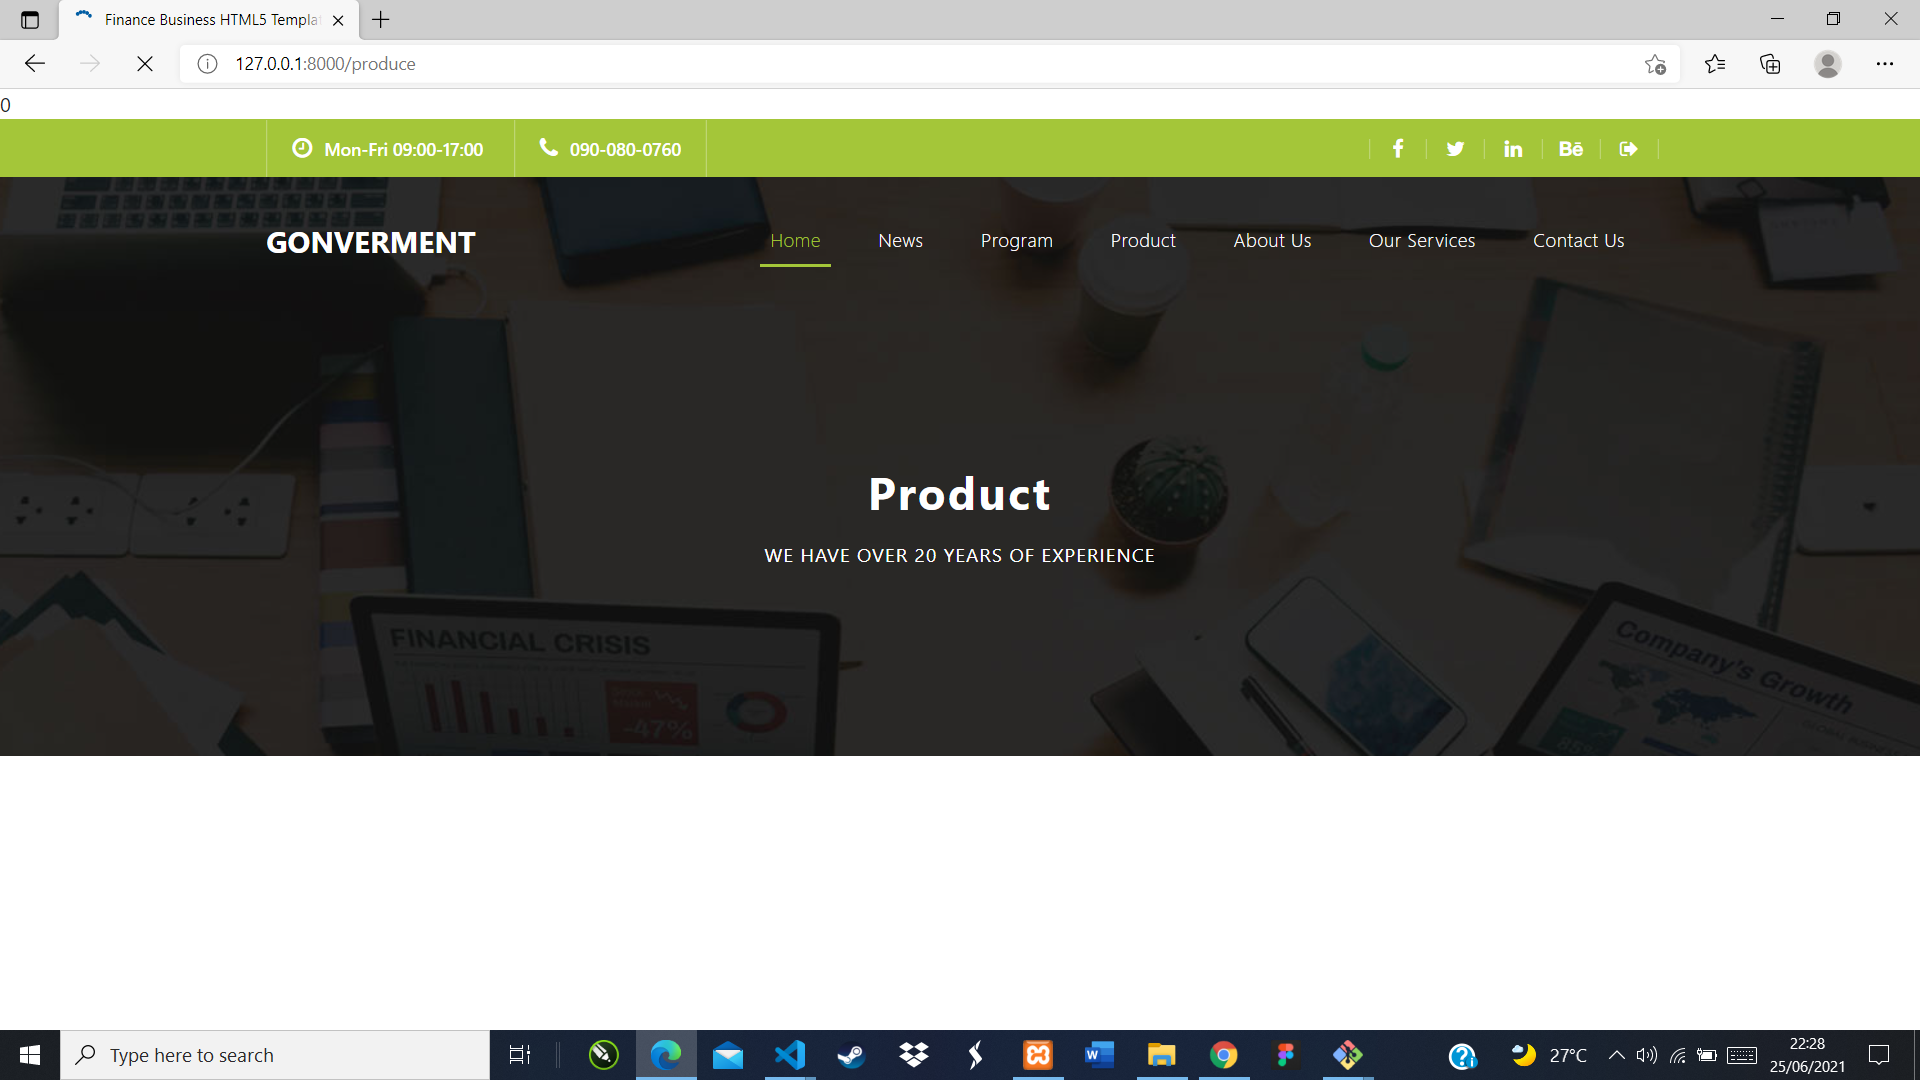 Finance Business HTML5 Templa
127.0.0.1:8000/produce
0
Mon-Fri 09:00-17:00
090-080-0760
GONVERMENT
Home
News
Program
Product
About Us
Our Services
Contact Us
Product
WE HAVE OVER 20 YEARS OF EXPERIENCE
FINANCIAL CRISIS
-47%
Company's Growth
85%
Type here to search
27°C
22:28
25/06/2021